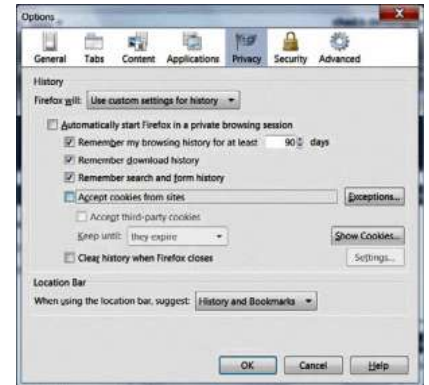 Options
General Tabs Content Applications Privacy Security Advanced
History
Firefox will: Use custom settings for history
Automatically start Firefox in a private browsing session
Remember my browsing history for at least 90 days
Remember download history
Remember search and form history
Accept cookies from sites Exceptions...
Accept third-party cookies
Keep until: they expire Show Cookies...
Clear history when Firefox closes Settings...
Location Bar
When using the location bar, suggest: History and Bookmarks
OK Cancel Help